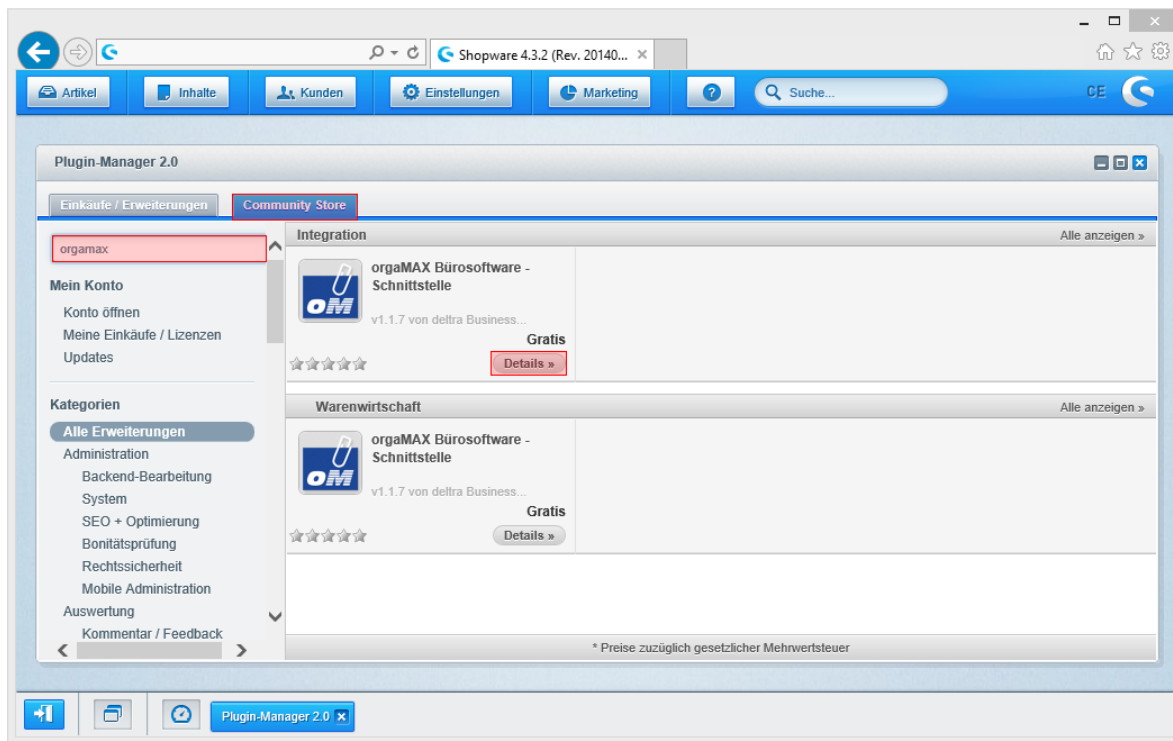 Shopware 4.3.2 (Rev. 20140...
Artikel Inhalte Kunden Einstellungen Marketing ? Suche... CE
Plugin-Manager 2.0
Einkäufe / Erweiterungen Community Store
orgamax
Mein Konto
Konto öffnen
Meine Einkäufe / Lizenzen
Updates
Kategorien
Alle Erweiterungen
Administration
Backend-Bearbeitung
System
SEO + Optimierung
Bonitätsprüfung
Rechtssicherheit
Mobile Administration
Auswertung
Kommentar / Feedback
Integration Alle anzeigen »
orgaMAX Bürosoftware -
Schnittstelle
oM
v1.1.7 von deltra Business...
Gratis
Details »
Warenwirtschaft Alle anzeigen »
orgaMAX Bürosoftware -
Schnittstelle
oM
v1.1.7 von deltra Business...
Gratis
Details »
* Preise zuzüglich gesetzlicher Mehrwertsteuer
Plugin-Manager 2.0